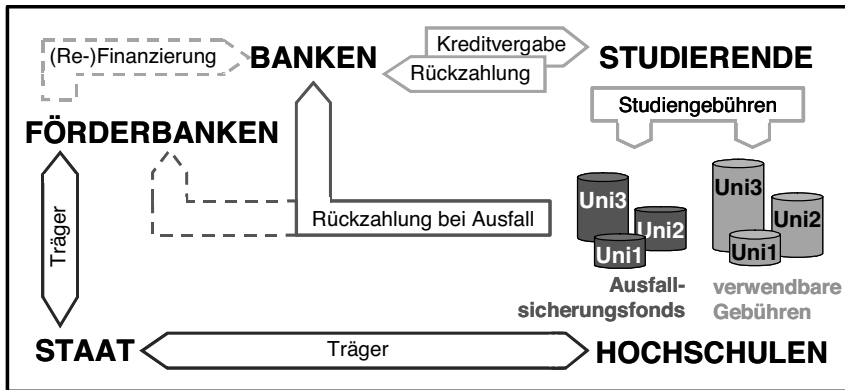 (Re-)Finanzierung
BANKEN
Kreditvergabe
Rückzahlung
STUDIERENDE
Studiengebühren
FÖRDERBANKEN
Träger
Rückzahlung bei Ausfall
Uni3
Uni2
Uni1
Uni3
Uni2
Uni1
Ausfall-
sicherungsfonds
verwendbare
Gebühren
STAAT
Träger
HOCHSCHULEN